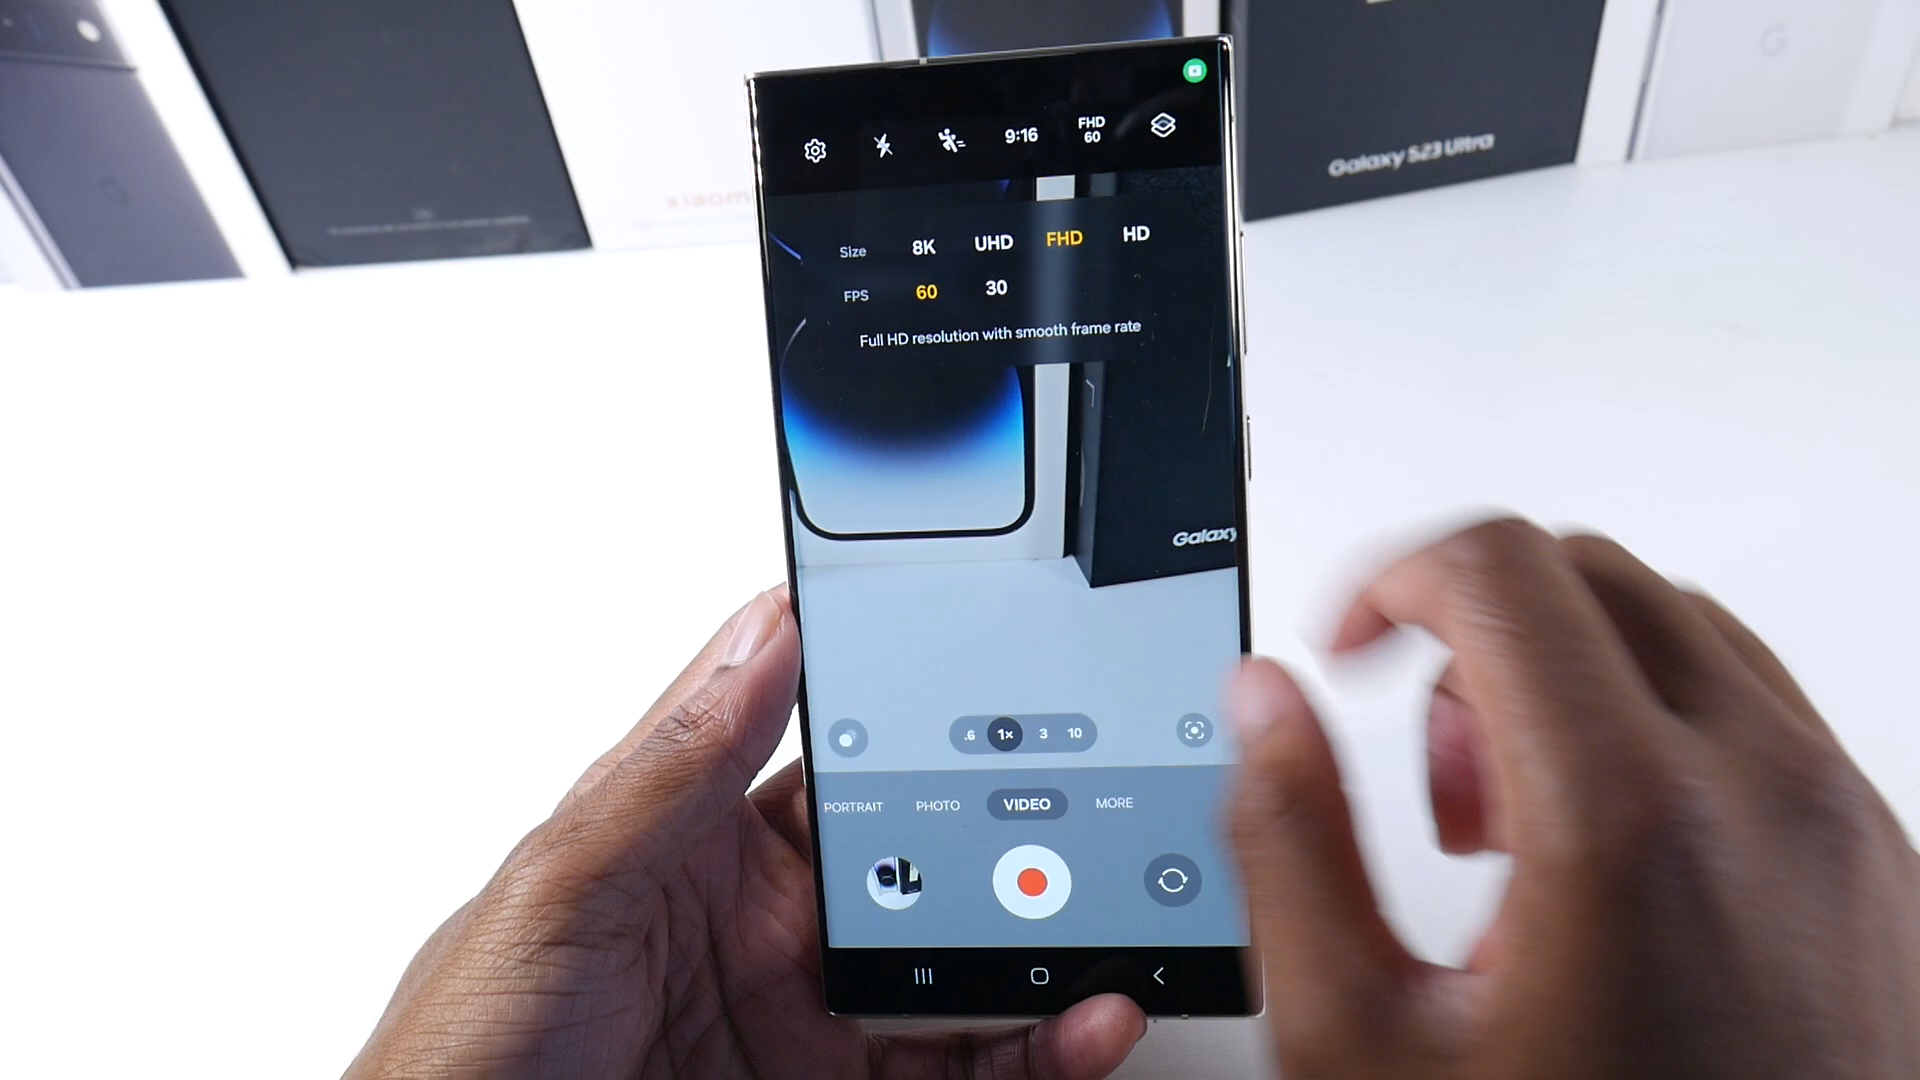 Galaxy S23 Ultra
xiaomi
9:16
FHD
60
Size 8K UHD FHD HD
FPS 60 30
Full HD resolution with smooth frame rate
Galaxy
.6 1x 3 10
PORTRAIT PHOTO VIDEO MORE